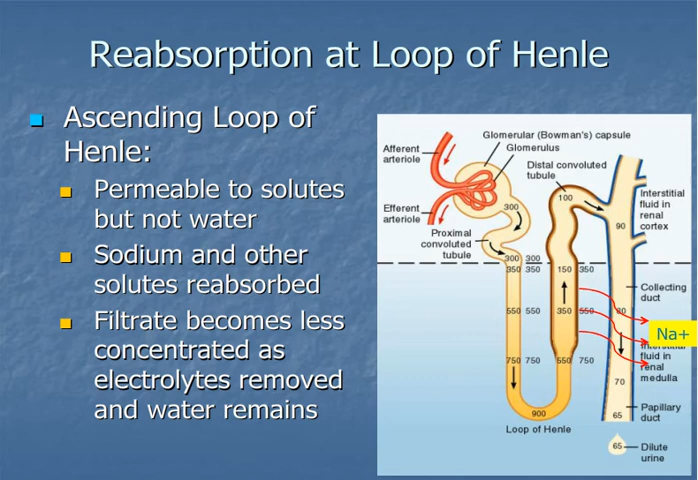 Reabsorption at Loop of Henle
Ascending Loop of
Henle:
Permeable to solutes
but not water
Sodium and other
solutes reabsorbed
Filtrate becomes less
concentrated as
electrolytes removed
and water remains
Glomerular (Bowman's) capsule
Glomerulus
Afferent
arteriole
Distal convoluted
tubule
Efferent
arteriole
Interstitial
fluid in
renal
cortex
Proximal
convoluted
tubule
300
100
90
300 300
350 350 150 350
Collecting
duct
550 550 350 550 80
Na+
Interstitial
fluid in
renal
medulla
750 750 550 750
70
900
65
Papillary
duct
Loop of Henle
65
Dilute
urine